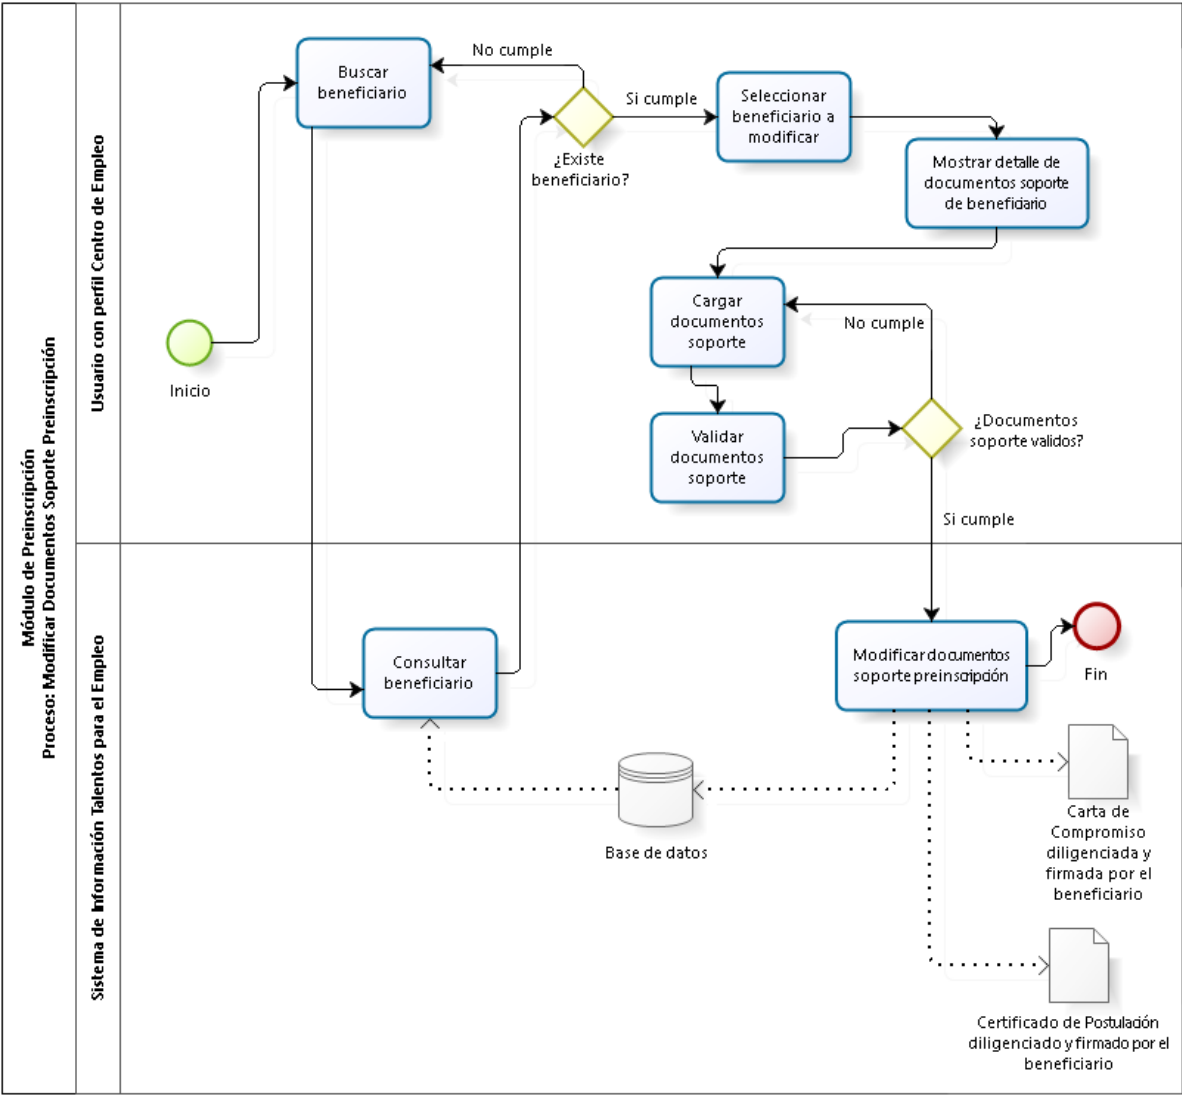 Módulo de Preinscripción
Proceso: Modificar Documentos Soporte Preinscripción
Usuario con perfil Centro de Empleo
Buscar
beneficiario
No cumple
¿Existe
beneficiario?
Si cumple
Seleccionar
beneficiario a
modificar
Mostrar detalle de
documentos soporte
de beneficiario
Inicio
Cargar
documentos
soporte
No cumple
Validar
documentos
soporte
¿Documentos
soporte validos?
Si cumple
Sistema de Información Talentos para el Empleo
Consultar
beneficiario
Modificar documentos
soporte preinscripción
Fin
Base de datos
Carta de
Compromiso
diligenciada y
firmada por el
beneficiario
Certificado de Postulación
diligenciado y firmado por el
beneficiario